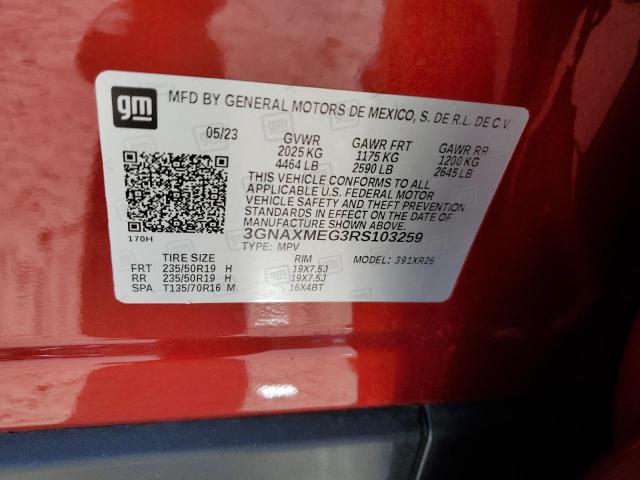 gm MFD BY GENERAL MOTORS DE MEXICO, S. DE R.L. DE C.V.
05/23 GVWR GAWR FRT GAWR RR
2025 KG 1175 KG 1200 KG
4464 LB 2590 LB 2645 LB
THIS VEHICLE CONFORMS TO ALL
APPLICABLE U.S. FEDERAL MOTOR
VEHICLE SAFETY AND THEFT PREVENTION
STANDARDS IN EFFECT ON THE DATE OF
MANUFACTURE SHOWN ABOVE.
170H 3GNAXMEG3RS103259
TYPE: MPV MODEL: 391XR26
TIRE SIZE RIM
FRT 235/50R19 H 19X7.5J
RR 235/50R19 H 19X7.5J
SPA T135/70R16 M 16X4BT